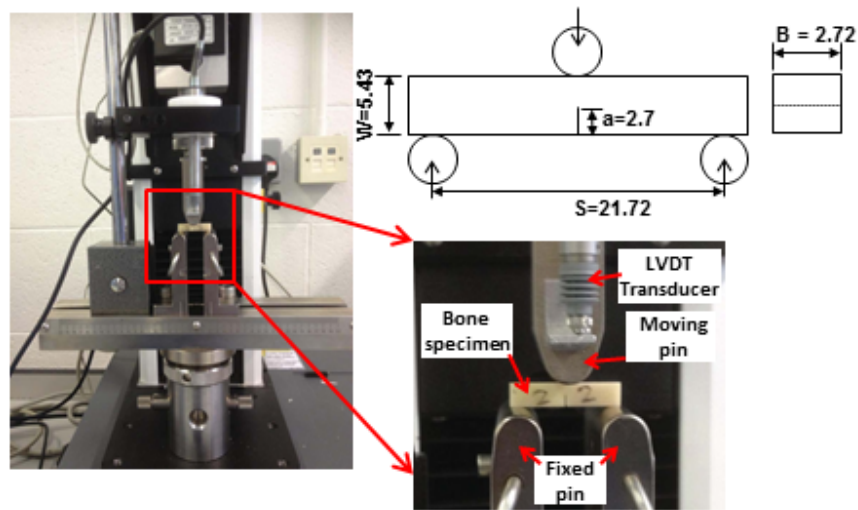 B = 2.72
W=5.43
a=2.7
S=21.72
LVDT
Transducer
Bone
specimen
Moving
pin
2 2
Fixed
pin